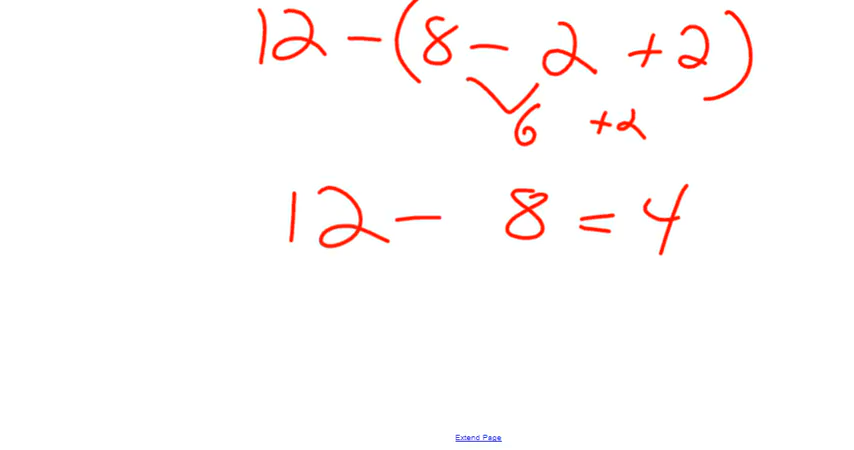 12 - (8 - 2 + 2)
6 +2
12 - 8 = 4
Extend Page